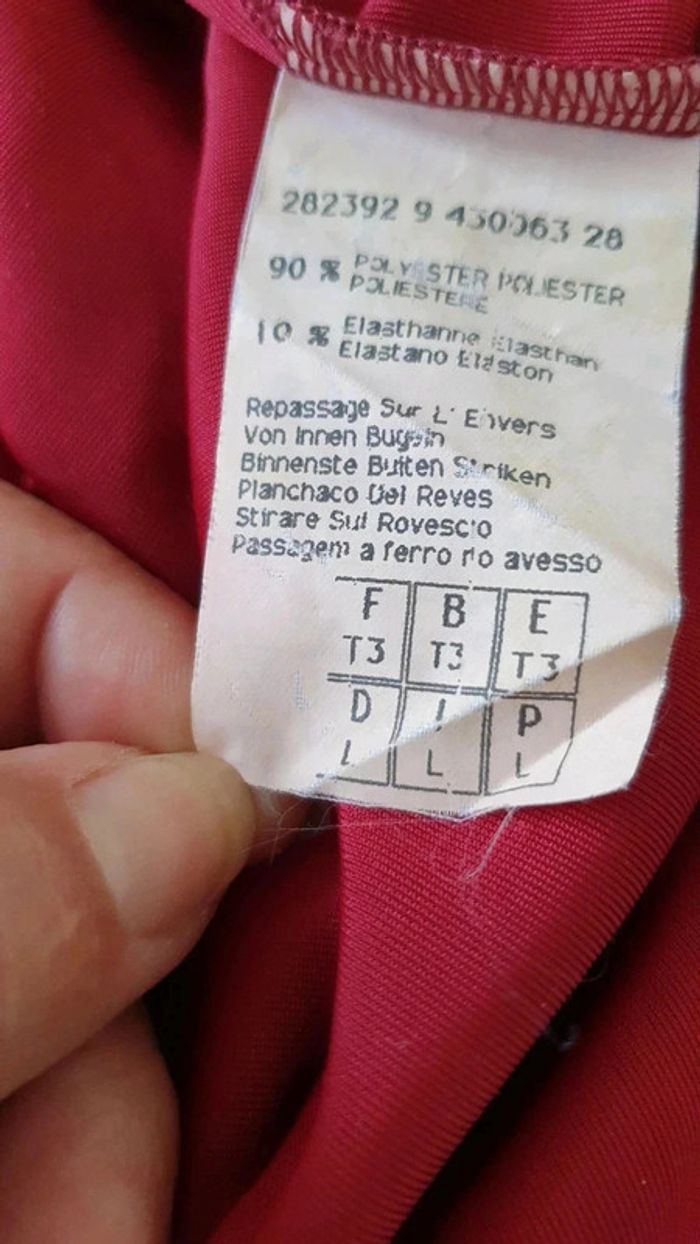 282392 9 430063 28
90 % POLYESTER POLIESTER
POLIESTERE
10 % Elasthanne Elasthan
Elastano Elaston
Repassage Sur L' Envers
Von Innen Bugeln
Binnenste Buiten Striken
Planchaco Del Reves
Stirare Sul Rovescio
Passagem a ferro do avesso
F B E
T3 T3 T3
D I P
L L L